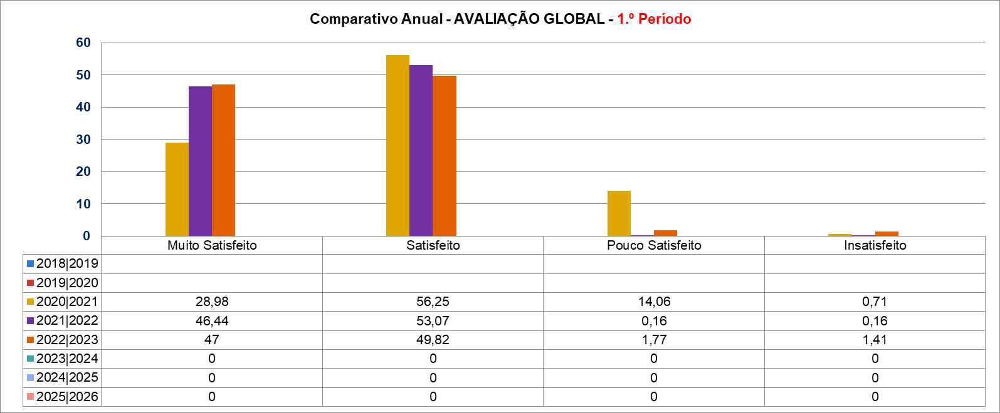 Comparativo Anual - AVALIAÇÃO GLOBAL - 1.º Período
60
50
40
30
20
10
0
Muito Satisfeito Satisfeito Pouco Satisfeito Insatisfeito
2018|2019
2019|2020
2020|2021 28,98 56,25 14,06 0,71
2021|2022 46,44 53,07 0,16 0,16
2022|2023 47 49,82 1,77 1,41
2023|2024 0 0 0 0
2024|2025 0 0 0 0
2025|2026 0 0 0 0